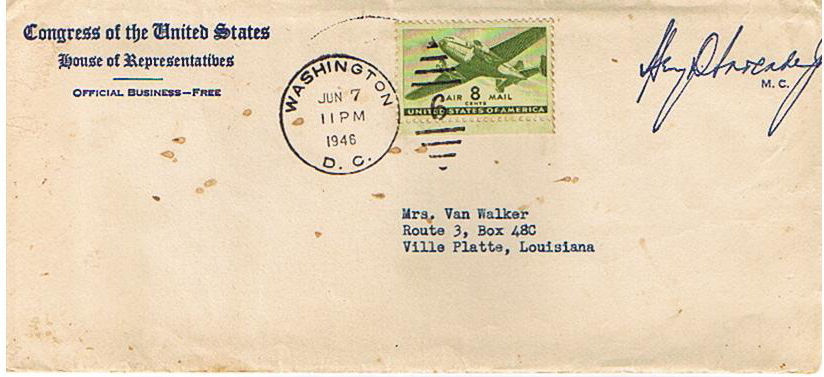 Congress of the United States
House of Representatives
OFFICIAL BUSINESS—FREE
WASHINGTON
JUN 7
11 PM
1946
D. C.
6
AIR 8 MAIL
CENTS
UNITED STATES OF AMERICA
M. C.
Mrs. Van Walker
Route 3, Box 48C
Ville Platte, Louisiana